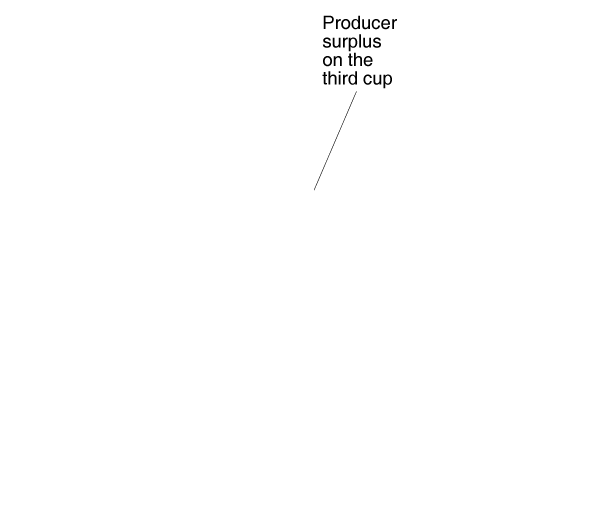 Producer
surplus
on the
third cup